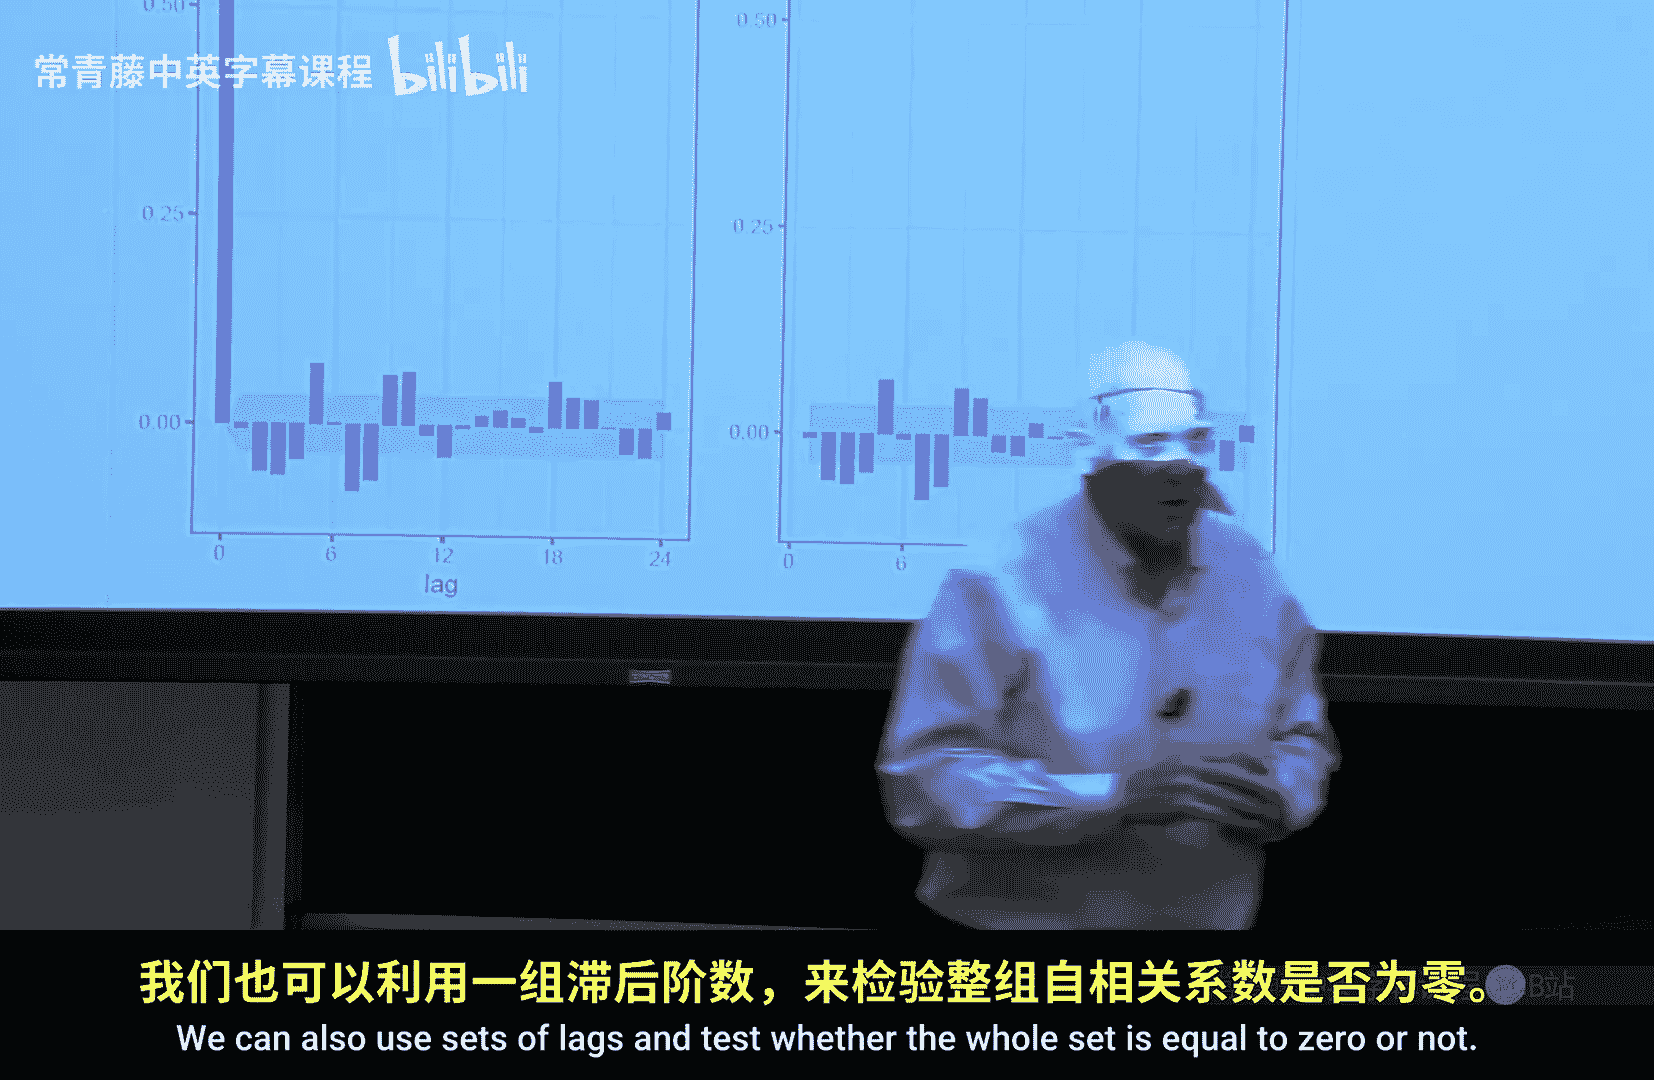 0.50
0.50
常青藤中英字幕课程 bilibili
0.25
0.25
0.00
0.00
0 6 12 18 24
0 6
lag
我们也可以利用一组滞后阶数，来检验整组自相关系数是否为零。
B站
We can also use sets of lags and test whether the whole set is equal to zero or not.